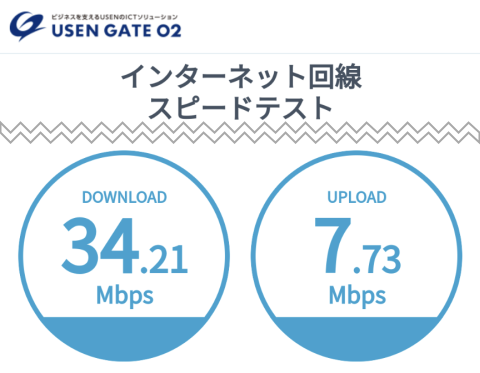 ビジネスを支えるUSENのICTソリューション
USEN GATE 02
インターネット回線
スピードテスト
DOWNLOAD
34.21
Mbps
UPLOAD
7.73
Mbps